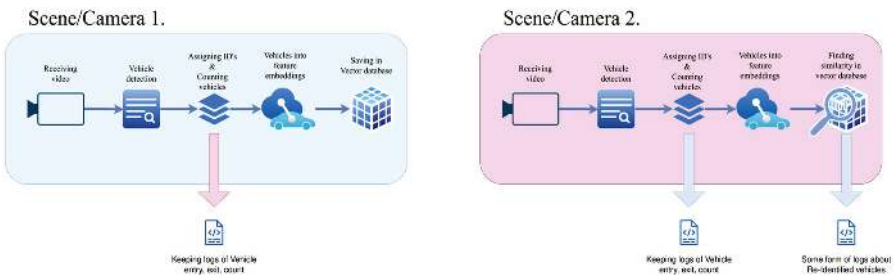 Scene/Camera 1.
Receiving
video
Vehicle
detection
Assigning ID's
&
Counting
vehicles
Vehicles into
feature
embeddings
Saving in
Vector database
Keeping logs of Vehicle
entry, exit, count
Scene/Camera 2.
Receiving
video
Vehicle
detection
Assigning ID's
&
Counting
vehicles
Vehicles into
feature
embeddings
Finding
similarity in
vector database
Keeping logs of Vehicle
entry, exit, count
Some form of logs about
Re-Identified vehicles